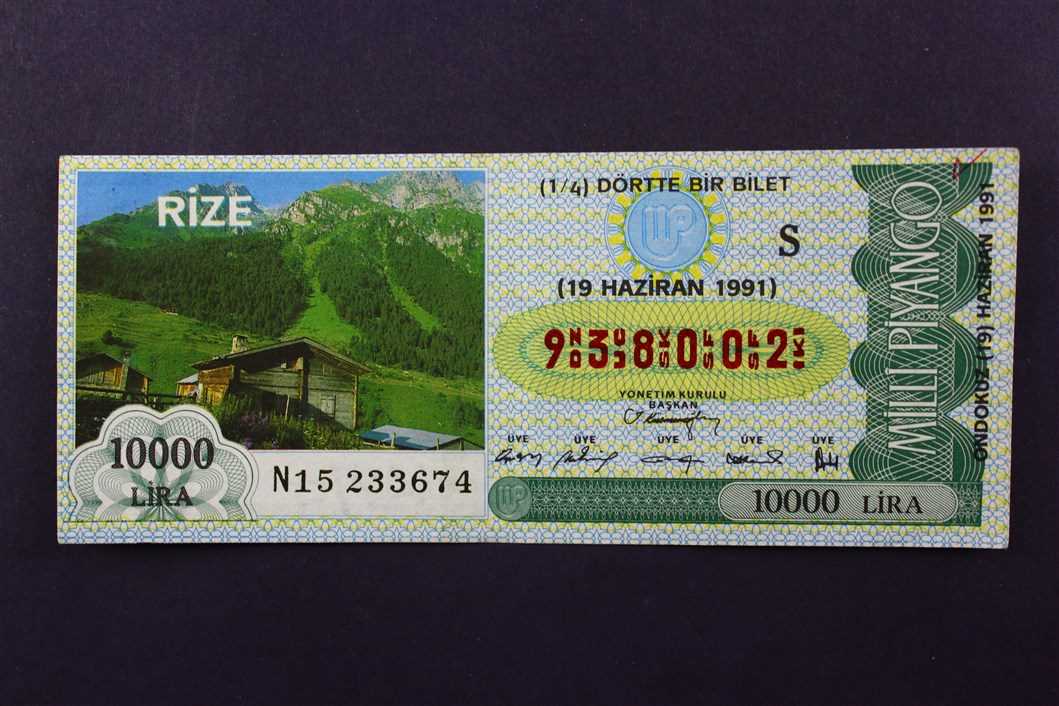 RİZE
10000
LİRA
N15 233674
(1/4) DÖRTTE BİR BİLET
S
(19 HAZİRAN 1991)
9 3 8 0 0 2
YÖNETİM KURULU
BAŞKAN
ÜYE ÜYE ÜYE ÜYE ÜYE
10000 LİRA
MİLLİ PİYANGO
ONDOKUZ (19) HAZİRAN 1991